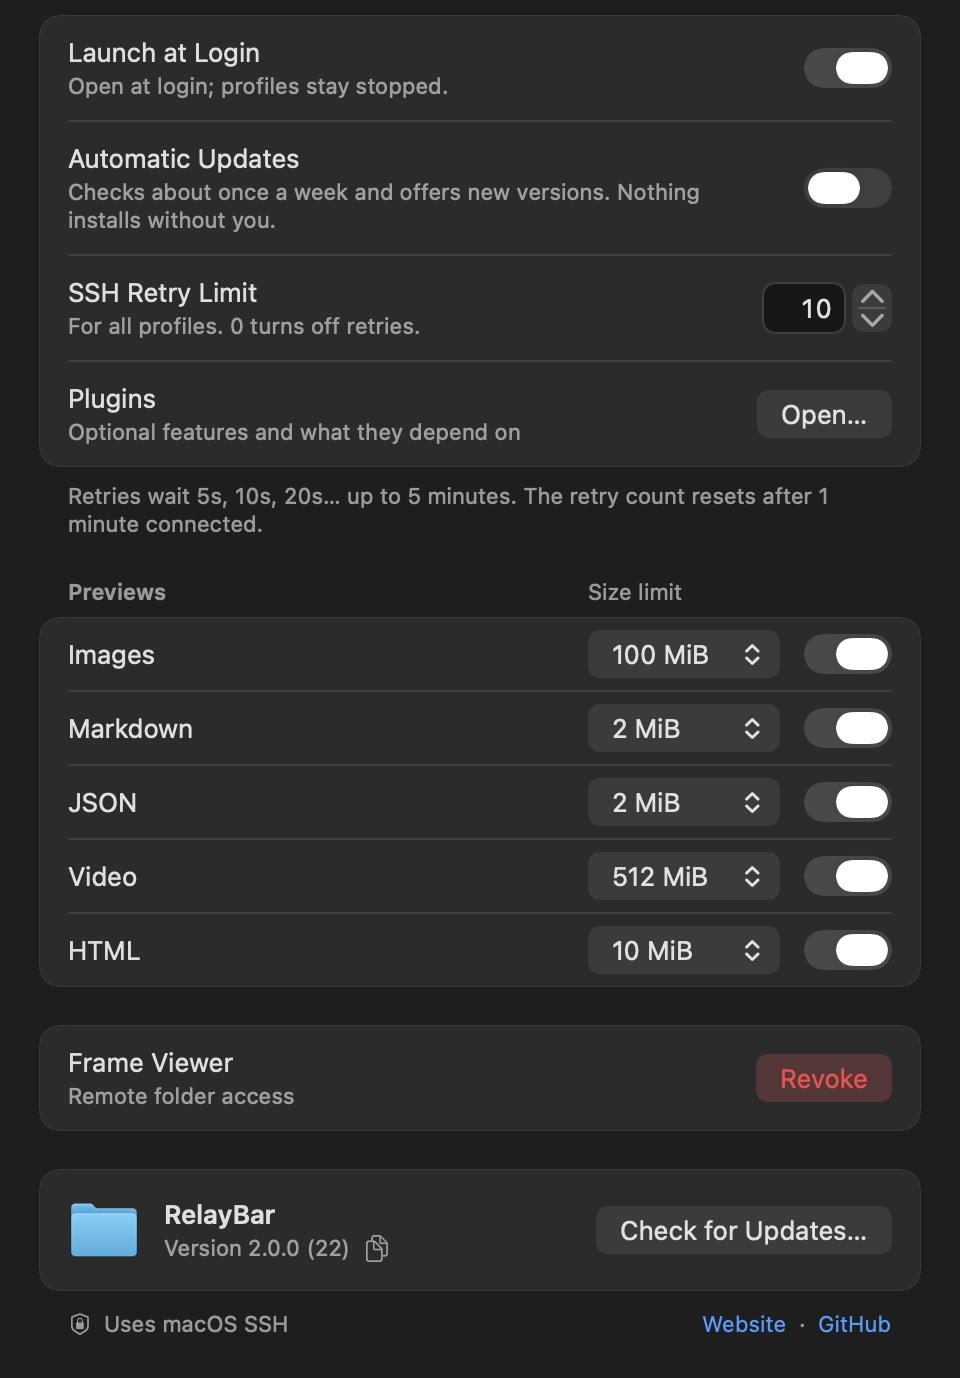 Launch at Login
Open at login; profiles stay stopped.
Automatic Updates
Checks about once a week and offers new versions. Nothing
installs without you.
SSH Retry Limit
For all profiles. 0 turns off retries.
10
Plugins
Optional features and what they depend on
Open...
Retries wait 5s, 10s, 20s... up to 5 minutes. The retry count resets after 1
minute connected.
Previews Size limit
Images 100 MiB
Markdown 2 MiB
JSON 2 MiB
Video 512 MiB
HTML 10 MiB
Frame Viewer
Remote folder access
Revoke
RelayBar
Version 2.0.0 (22)
Check for Updates...
Uses macOS SSH
Website · GitHub